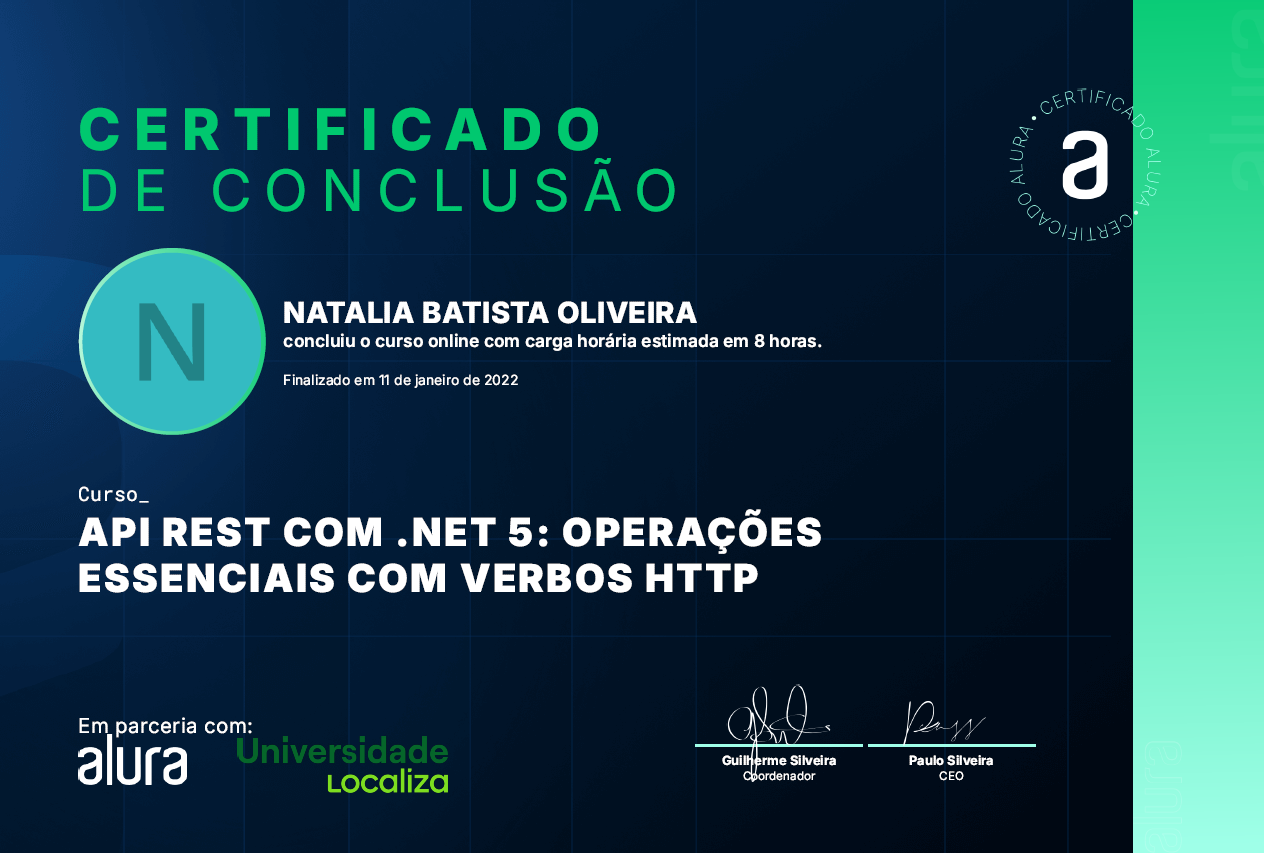 CERTIFICADO
DE CONCLUSÃO
CERTIFICADO ALURA • CERTIFICADO ALURA •
a
N
NATALIA BATISTA OLIVEIRA
concluiu o curso online com carga horária estimada em 8 horas.
Finalizado em 11 de janeiro de 2022
Curso_
API REST COM .NET 5: OPERAÇÕES
ESSENCIAIS COM VERBOS HTTP
Em parceria com:
alura
Universidade
Localiza
Guilherme Silveira
Coordenador
Paulo Silveira
CEO
alura
alura